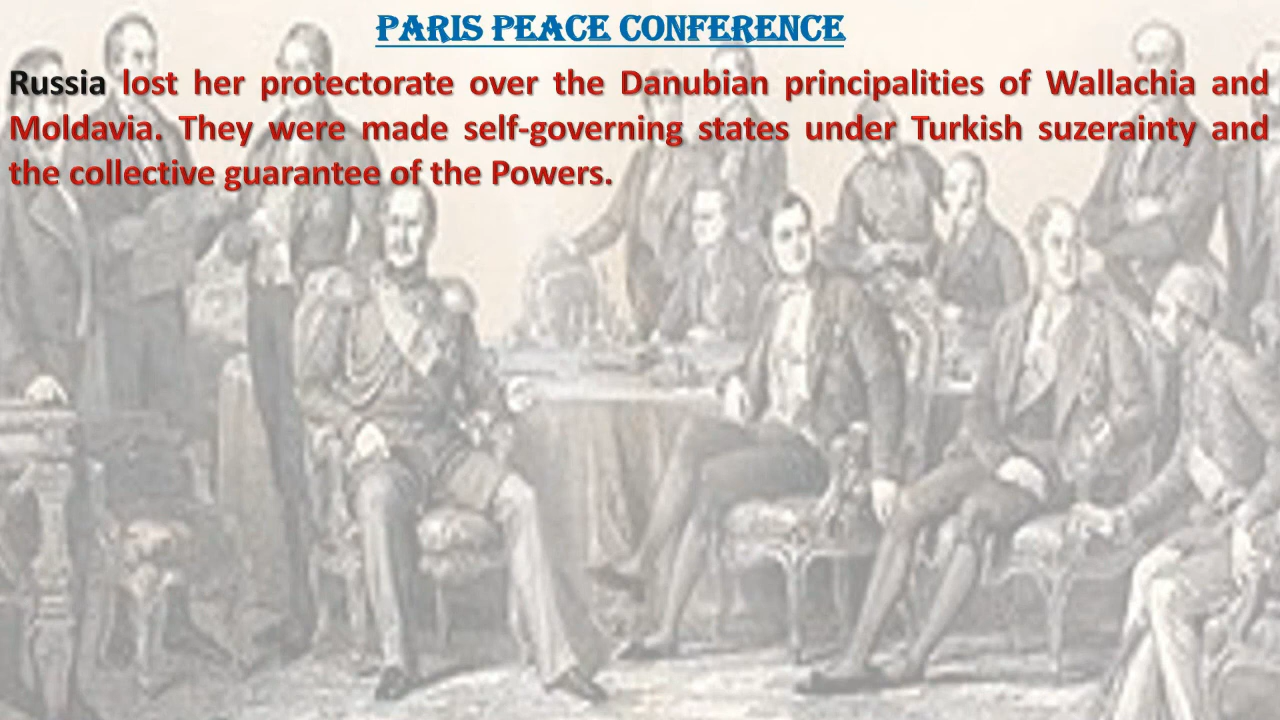 PARIS PEACE CONFERENCE
Russia lost her protectorate over the Danubian principalities of Wallachia and
Moldavia. They were made self-governing states under Turkish suzerainty and
the collective guarantee of the Powers.